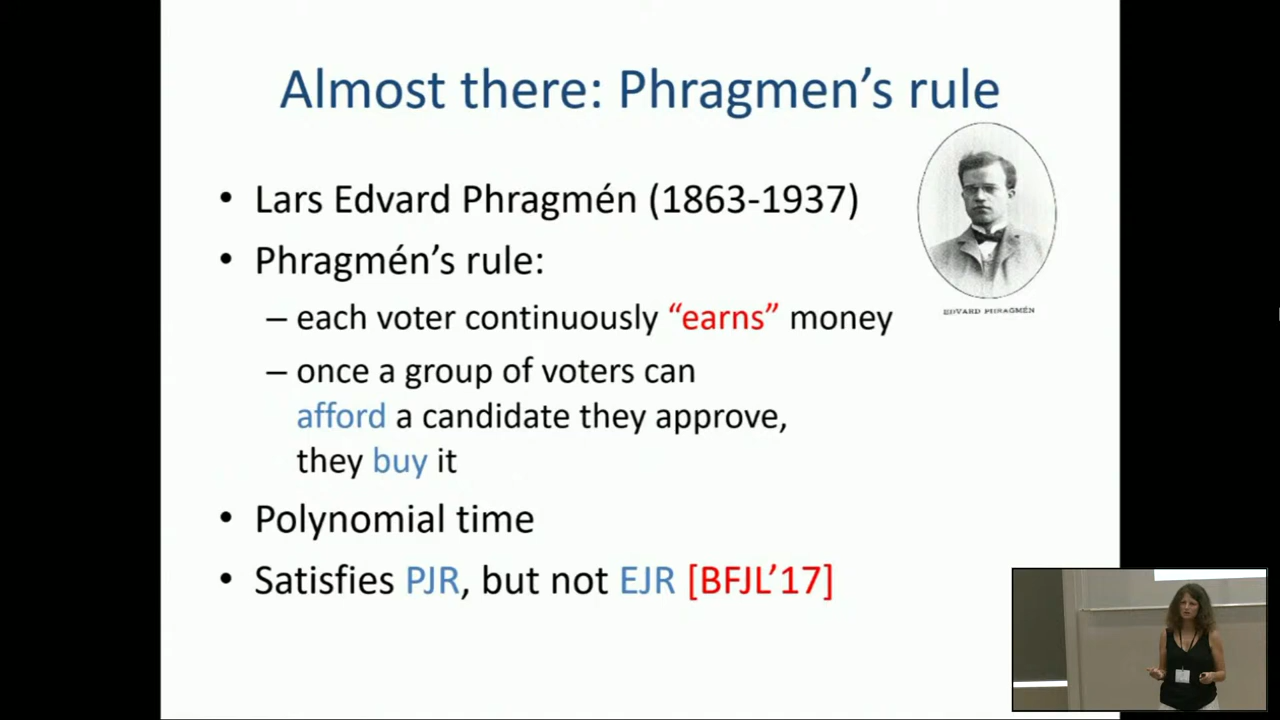 Almost there: Phragmen's rule
• Lars Edvard Phragmén (1863-1937)
EDVARD PHRAGMÉN
• Phragmén's rule:
– each voter continuously "earns" money
– once a group of voters can
afford a candidate they approve,
they buy it
• Polynomial time
• Satisfies PJR, but not EJR [BFJL'17]